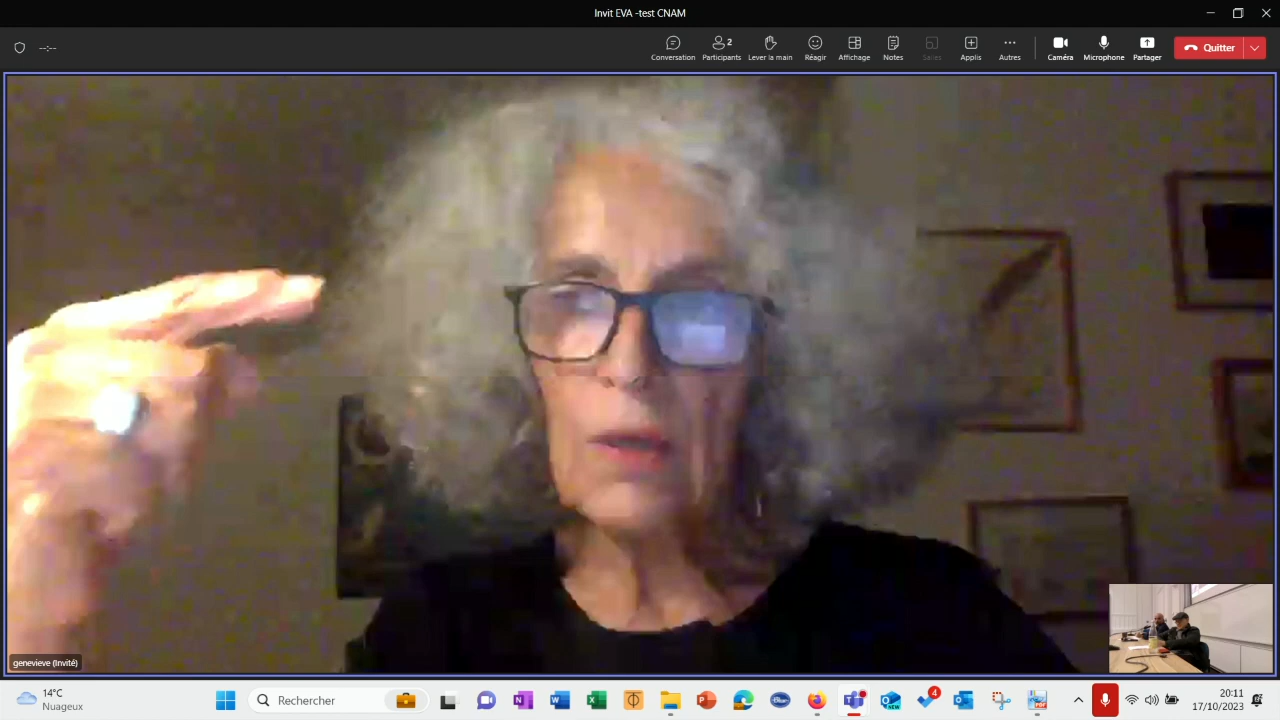 Invit EVA -test CNAM
--:--
Conversation
2
Participants
Lever la main
Réagir
Affichage
Notes
Salles
Applis
Autres
Caméra
Microphone
Partager
Quitter
genevieve (Invité)
14°C
Nuageux
Rechercher
4
20:11
17/10/2023